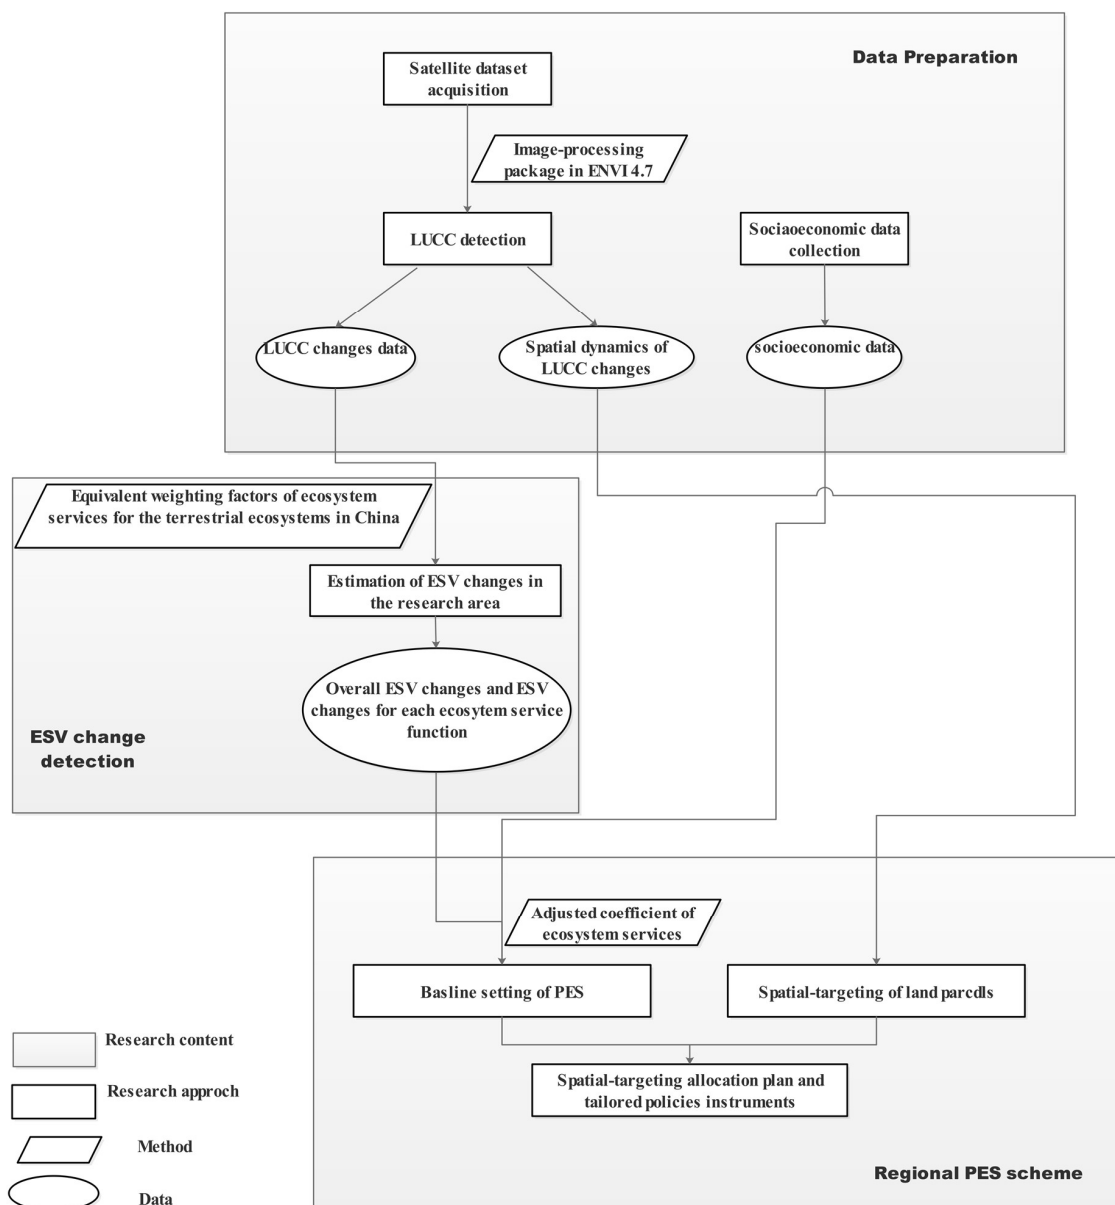 Data Preparation
Satellite dataset
acquisition
Image-processing
package in ENVI 4.7
LUCC detection
Sociaoeconomic data
collection
LUCC changes data
Spatial dynamics of
LUCC changes
socioeconomic data
Equivalent weighting factors of ecosystem
services for the terrestrial ecosystems in China
Estimation of ESV changes in
the research area
Overall ESV changes and ESV
changes for each ecosytem service
function
ESV change
detection
Adjusted coefficient of
ecosystem services
Basline setting of PES
Spatial-targeting of land parcdls
Spatial-targeting allocation plan and
tailored policies instruments
Regional PES scheme
Research content
Research approch
Method
Data